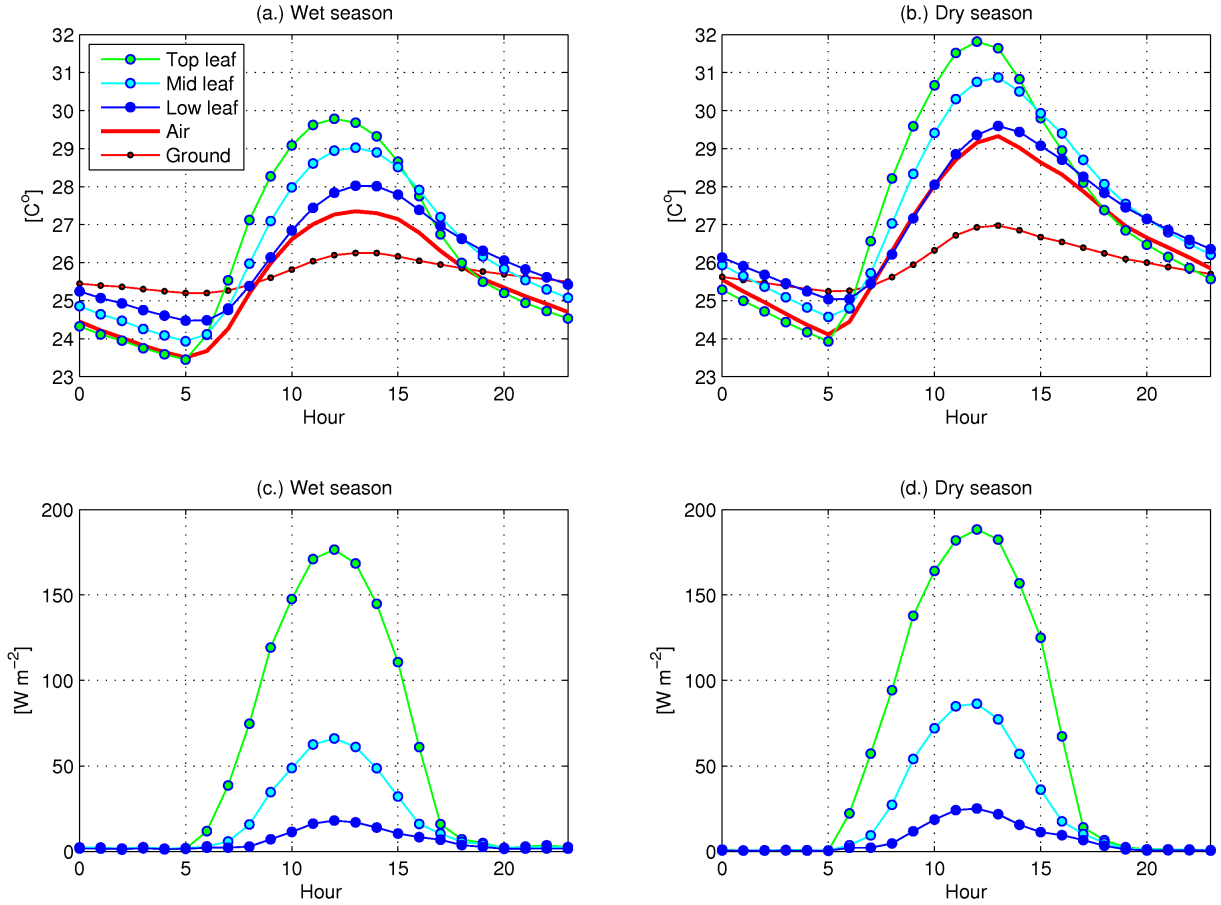 (a.) Wet season
32
31
30
29
28
27
26
25
24
23
[C°]
Top leaf
Mid leaf
Low leaf
Air
Ground
0 5 10 15 20
Hour
(b.) Dry season
32
31
30
29
28
27
26
25
24
23
[C°]
0 5 10 15 20
Hour
(c.) Wet season
200
150
100
50
0
[W m⁻²]
0 5 10 15 20
Hour
(d.) Dry season
200
150
100
50
0
[W m⁻²]
0 5 10 15 20
Hour